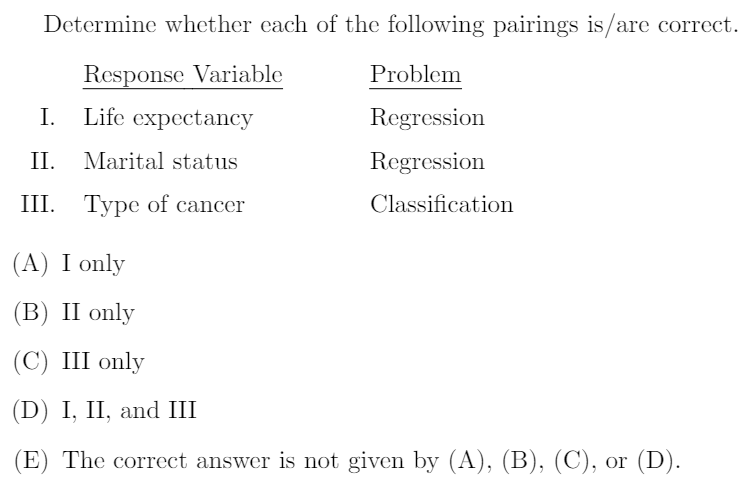 Determine whether each of the following pairings is/are correct.
Response Variable Problem
I. Life expectancy Regression
II. Marital status Regression
III. Type of cancer Classification
(A) I only
(B) II only
(C) III only
(D) I, II, and III
(E) The correct answer is not given by (A), (B), (C), or (D).